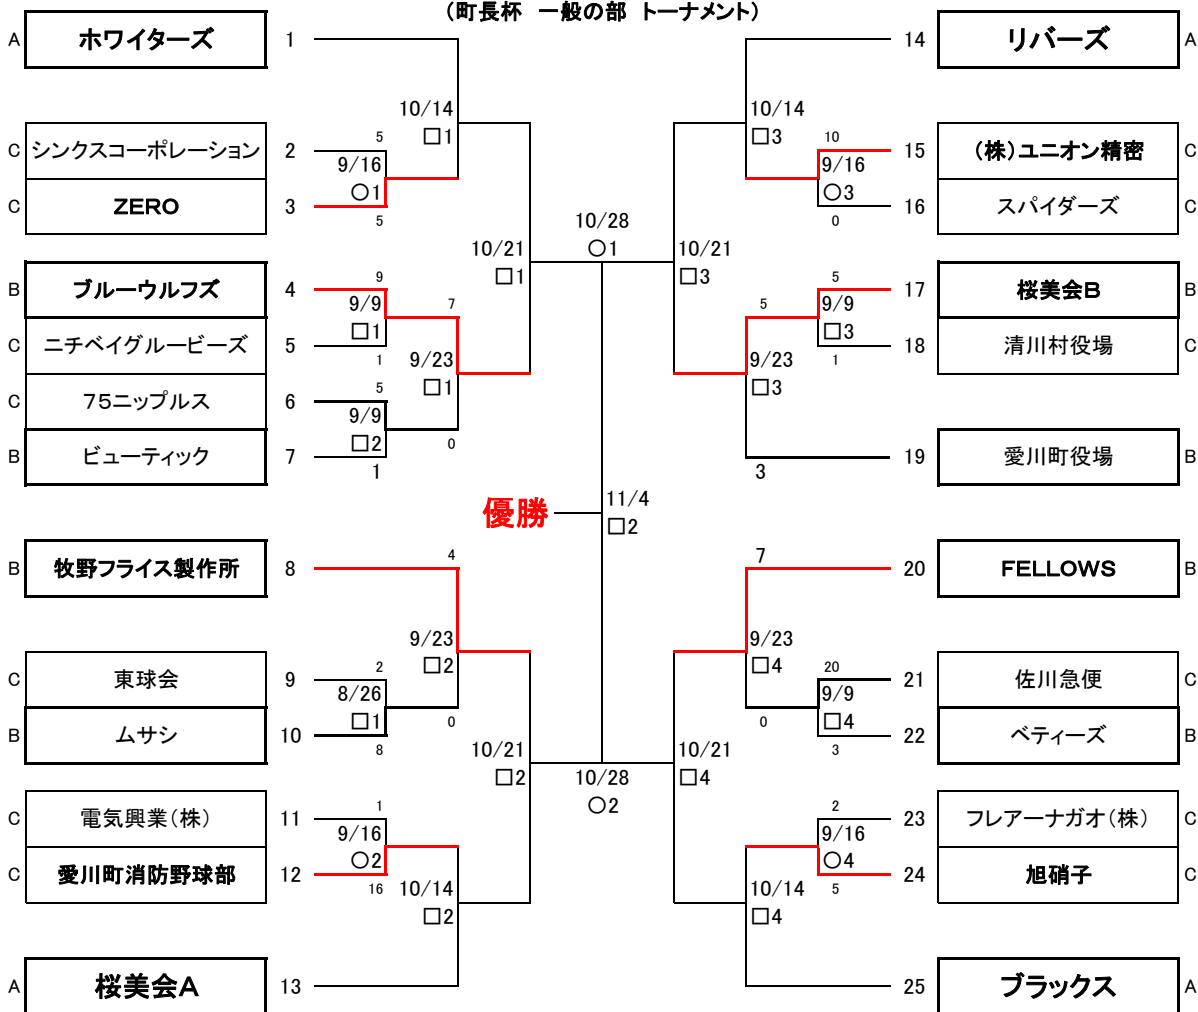 (町長杯 一般の部 トーナメント)
A ホワイターズ 1
14 リバーズ A
10/14
□1
10/14
□3
C シンクスコーポレーション 2
5
9/16
○1
C ZERO 3
5
10
15 (株)ユニオン精密 C
9/16
○3
16 スパイダーズ C
0
10/28
○1
10/21
□1
10/21
□3
B ブルーウルフズ 4
9
9/9
□1
7
C ニチベイグルービーズ 5
1
9/23
□1
C 75ニップルス 6
5
9/9
□2
0
B ビューティック 7
1
5
17 桜美会B B
5
9/9
□3
18 清川村役場 C
1
9/23
□3
19 愛川町役場 B
3
優勝
11/4
□2
B 牧野フライス製作所 8
4
7
20 FELLOWS B
9/23
□2
9/23
□4
C 東球会 9
2
8/26
□1
0
B ムサシ 10
8
20
21 佐川急便 C
9/9
□4
0
22 ベティーズ B
3
10/21
□2
10/28
○2
10/21
□4
C 電気興業(株) 11
1
9/16
○2
C 愛川町消防野球部 12
16
10/14
□2
2
23 フレアーナガオ(株) C
9/16
○4
24 旭硝子 C
5
10/14
□4
A 桜美会A 13
25 ブラックス A